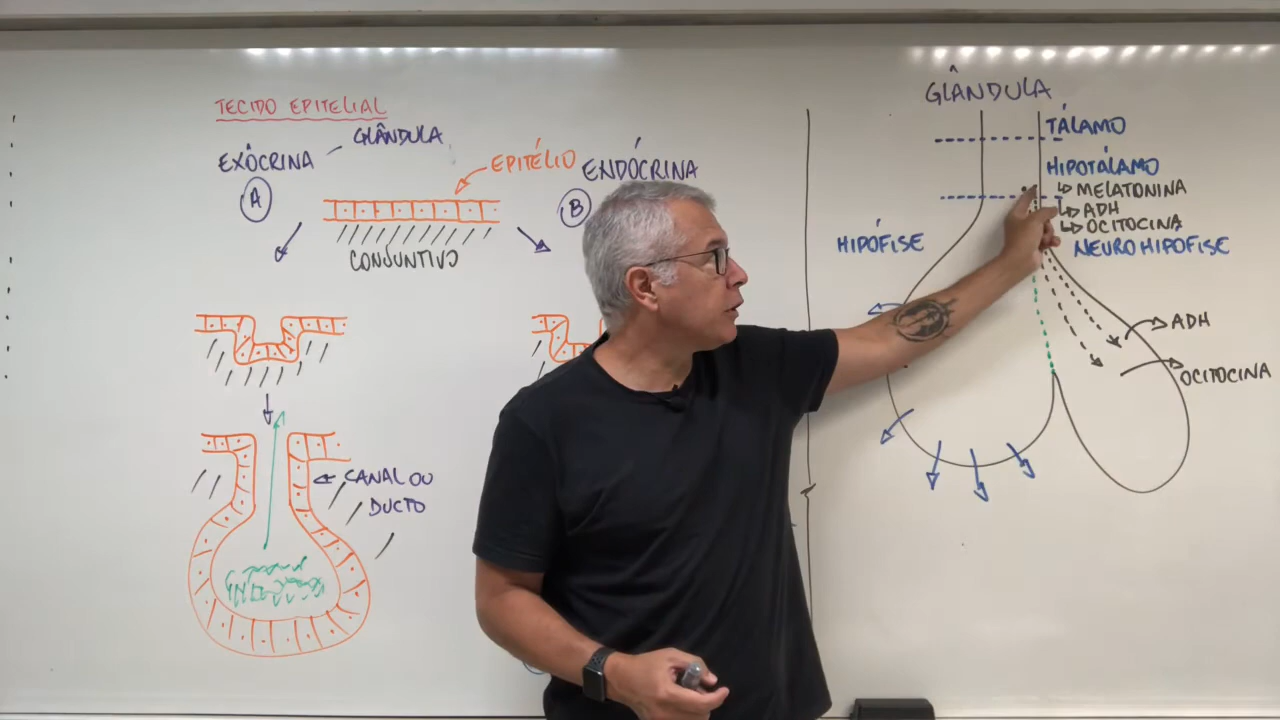 TECIDO EPITELIAL
GLÂNDULA
EXÓCRINA
A
EPITÉLIO
ENDÓCRINA
B
CONJUNTIVO
CANAL OU
DUCTO
GLÂNDULA
TÁLAMO
HIPOTÁLAMO
MELATONINA
ADH
OCITOCINA
HIPÓFISE
NEUROHIPOFISE
ADH
OCITOCINA